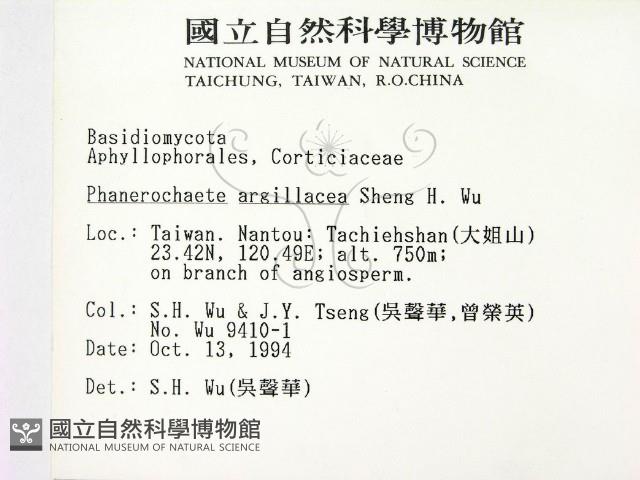 國立自然科學博物館
NATIONAL MUSEUM OF NATURAL SCIENCE
TAICHUNG, TAIWAN, R.O.CHINA
Basidiomycota
Aphyllophorales, Corticiaceae
Phanerochaete argillacea Sheng H. Wu
Loc.: Taiwan. Nantou: Tachiehshan(大姐山)
23.42N, 120.49E; alt. 750m;
on branch of angiosperm.
Col.: S.H. Wu & J.Y. Tseng(吳聲華,曾榮英)
No. Wu 9410-1
Date: Oct. 13, 1994
Det.: S.H. Wu(吳聲華)
國立自然科學博物館
NATIONAL MUSEUM OF NATURAL SCIENCE